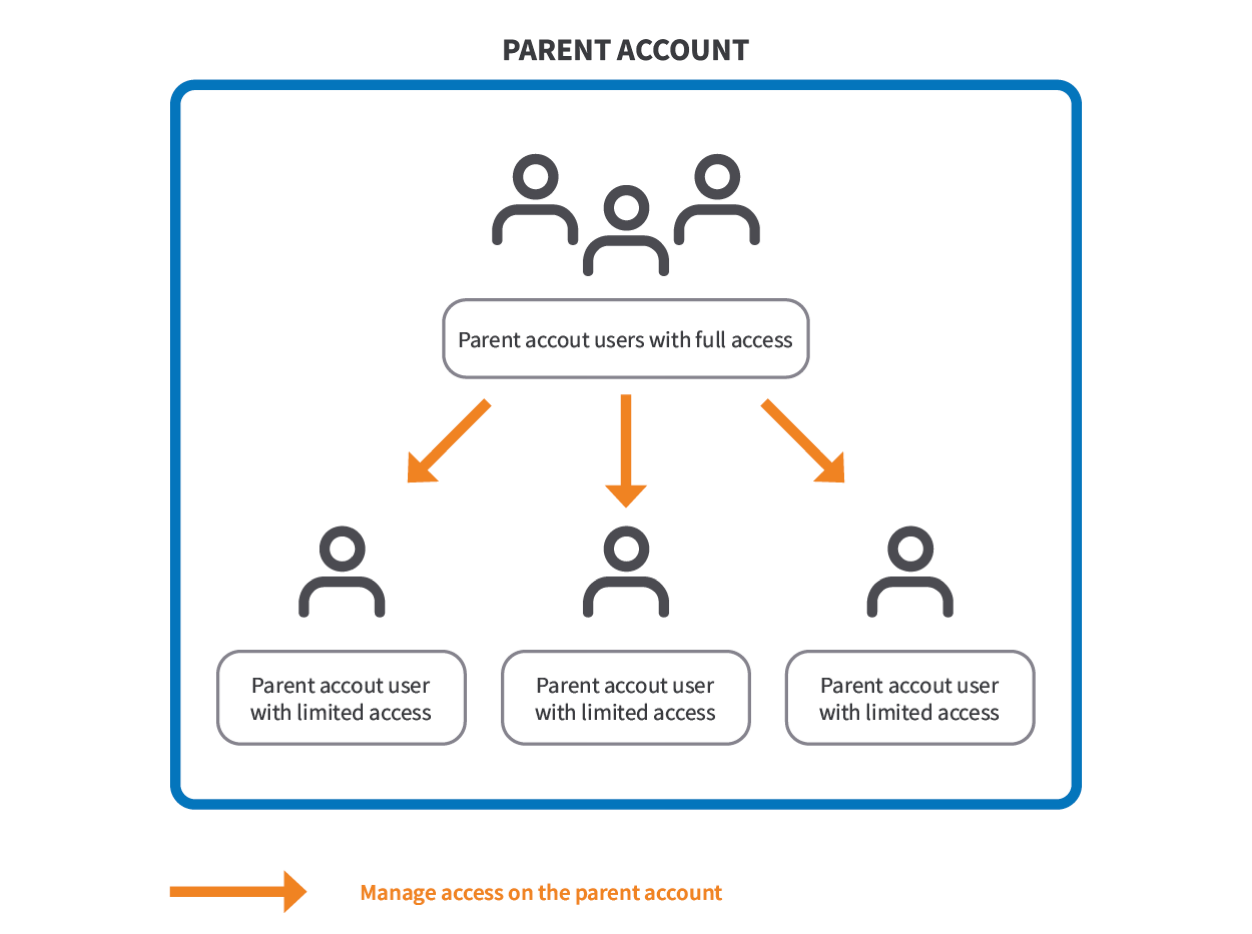 PARENT ACCOUNT
Parent accout users with full access
Parent accout user
with limited access
Parent accout user
with limited access
Parent accout user
with limited access
Manage access on the parent account